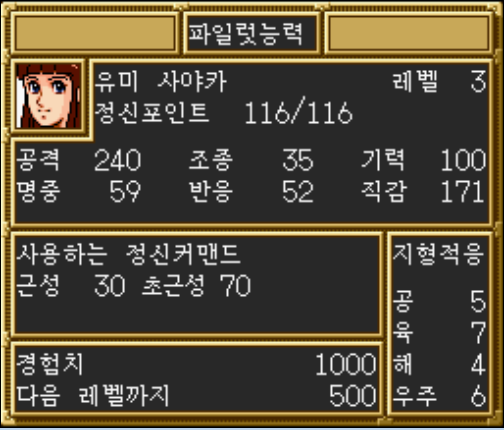 파일럿능력
유미 사야카 레벨 3
정신포인트 116/116
공격 240 조종 35 기력 100
명중 59 반응 52 직감 171
사용하는 정신커맨드
근성 30 초근성 70
지형적응
공 5
육 7
해 4
우주 6
경험치 1000
다음 레벨까지 500